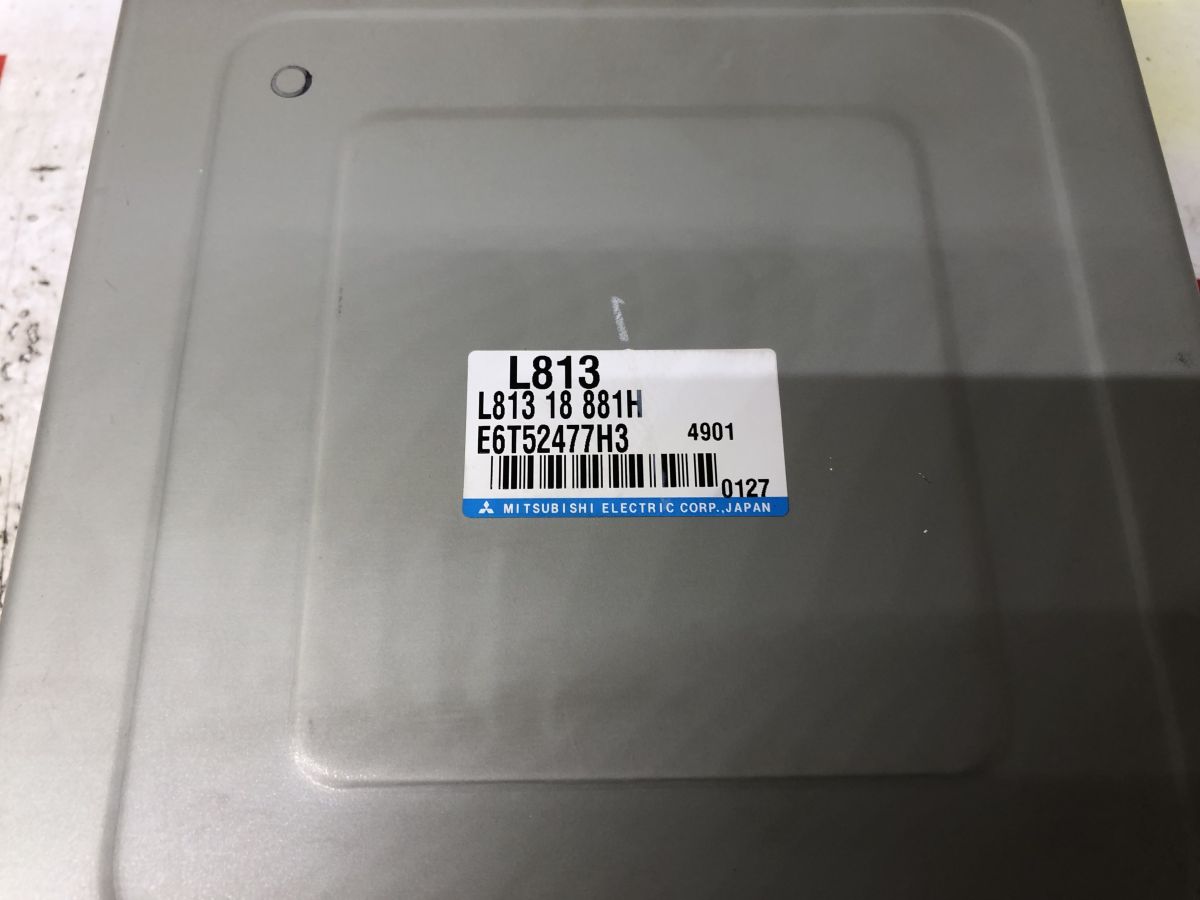 L813
L813 18 881H
E6T52477H3 4901
0127
MITSUBISHI ELECTRIC CORP.,JAPAN